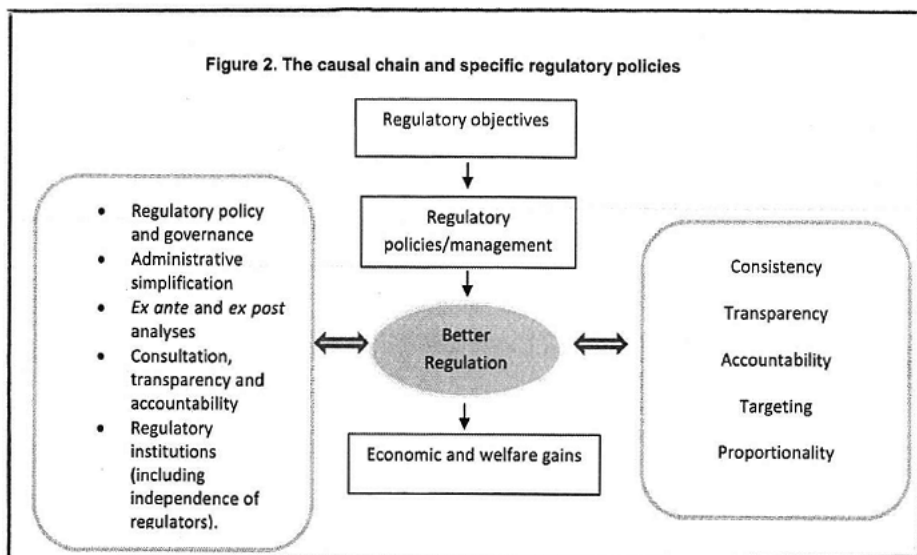 Figure 2. The causal chain and specific regulatory policies
Regulatory objectives
Regulatory
policies/management
Better
Regulation
Economic and welfare gains
• Regulatory policy
and governance
• Administrative
simplification
• Ex ante and ex post
analyses
• Consultation,
transparency and
accountability
• Regulatory
institutions
(including
independence of
regulators).
Consistency
Transparency
Accountability
Targeting
Proportionality